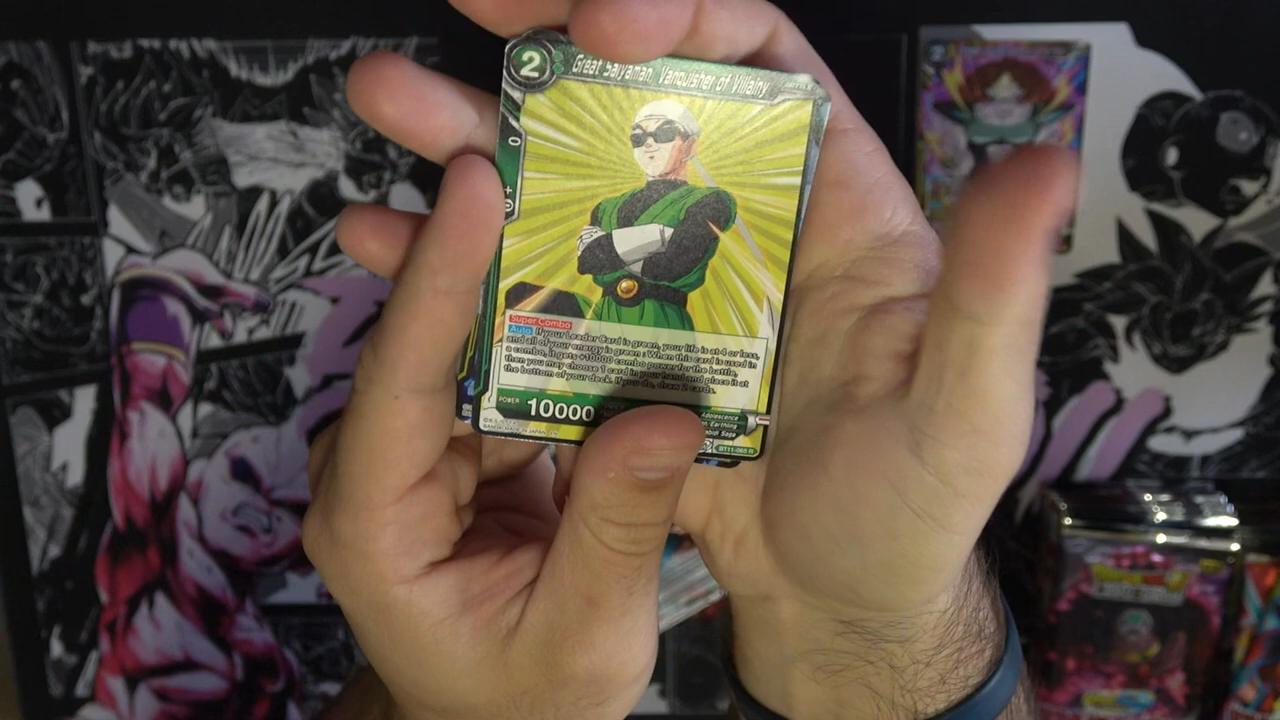 2
Great Saiyaman, Vanquisher of Villainy
BATTLE
0
+
Super Combo
Auto If your Leader Card is green, your life is at 4 or less,
and all of your energy is green : When this card is used in
a combo, it gets +10000 combo power for the battle,
then you may choose 1 card in your hand and place it at
the bottom of your deck. If you do, draw 2 cards.
POWER 10000
Adolescence
Earthling
Saga
BT11-065 R